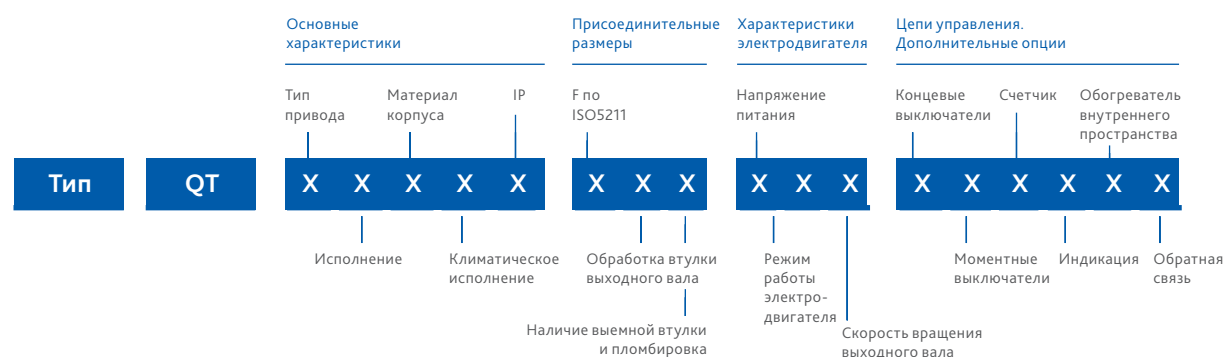 Основные
характеристики
Присоединительные
размеры
Характеристики
электродвигателя
Цепи управления.
Дополнительные опции
Тип
привода
Материал
корпуса
IP
F по
ISO5211
Напряжение
питания
Концевые
выключатели
Счетчик
Обогреватель
внутреннего
пространства
Тип QT X X X X X X X X X X X X X X X X X
Исполнение
Климатическое
исполнение
Обработка втулки
выходного вала
Наличие выемной втулки
и пломбировка
Режим
работы
электро-
двигателя
Скорость вращения
выходного вала
Моментные
выключатели
Индикация
Обратная
связь